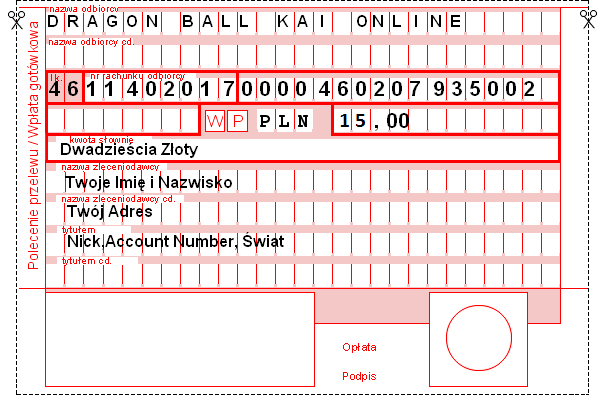 nazwa odbiorcy
DRAGON BALL KAI ONLINE
nazwa odbiorcy cd.
l.k. nr rachunku odbiorcy
46 11402017 0000460207935002
W P PLN 15,00
kwota słownie
Dwadziescia Złoty
nazwa zleceniodawcy
Twoje Imię i Nazwisko
nazwa zleceniodawcy cd.
Twój Adres
tytułem
Nick,Account Number, Świat
tytułem cd.
Polecenie przelewu / Wpłata gotówkowa
Opłata
Podpis